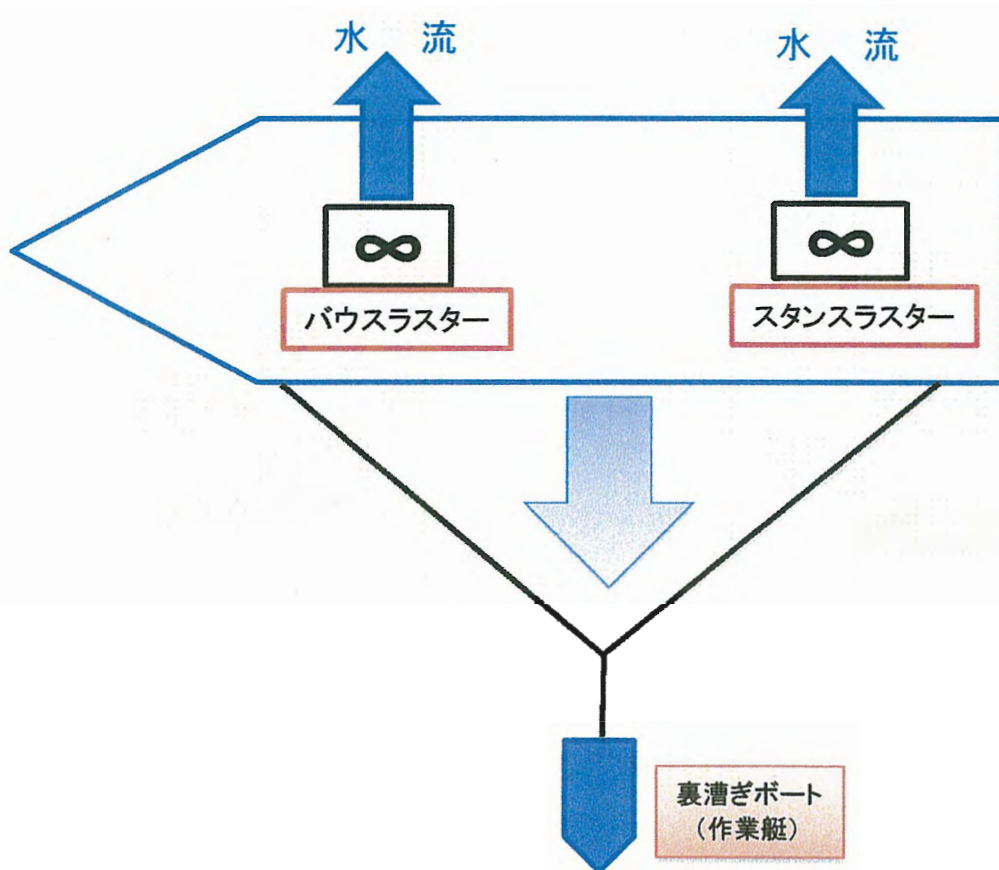 水 流
水 流
∞
∞
バウスラスター
スタンスラスター
裏漕ぎボート
(作業艇)